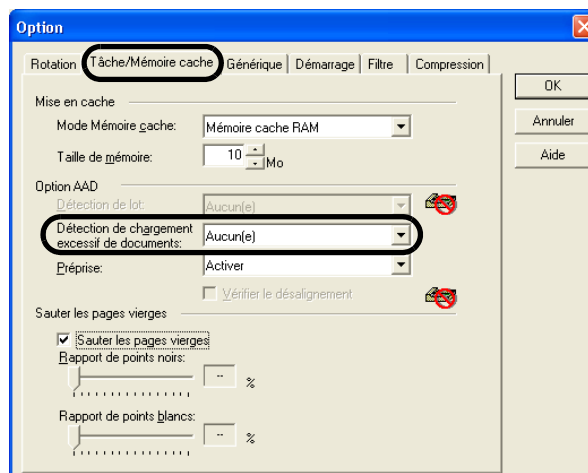 Option
Rotation Tâche/Mémoire cache Générique Démarrage Filtre Compression
OK
Annuler
Aide
Mise en cache
Mode Mémoire cache: Mémoire cache RAM
Taille de mémoire: 10 Mo
Option AAD
Détection de lot: Aucun(e)
Détection de chargement
excessif de documents: Aucun(e)
Préprise: Activer
Vérifier le désalignement
Sauter les pages vierges
Sauter les pages vierges
Rapport de points noirs:
-- %
Rapport de points blancs:
-- %